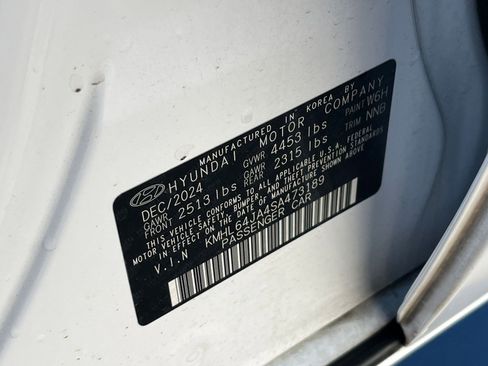 MANUFACTURED IN KOREA BY
HYUNDAI MOTOR COMPANY
DEC/2024 GVWR 4453 lbs PAINT W6H
GAWR FRONT 2513 lbs GAWR REAR 2315 lbs TRIM NNB
THIS VEHICLE CONFORMS TO ALL APPLICABLE U.S.A. FEDERAL
MOTOR VEHICLE SAFETY, BUMPER, AND THEFT PREVENTION STANDARDS
IN EFFECT ON THE DATE OF MANUFACTURE SHOWN ABOVE
V.I.N KMHL64JA4SA473189
PASSENGER CAR